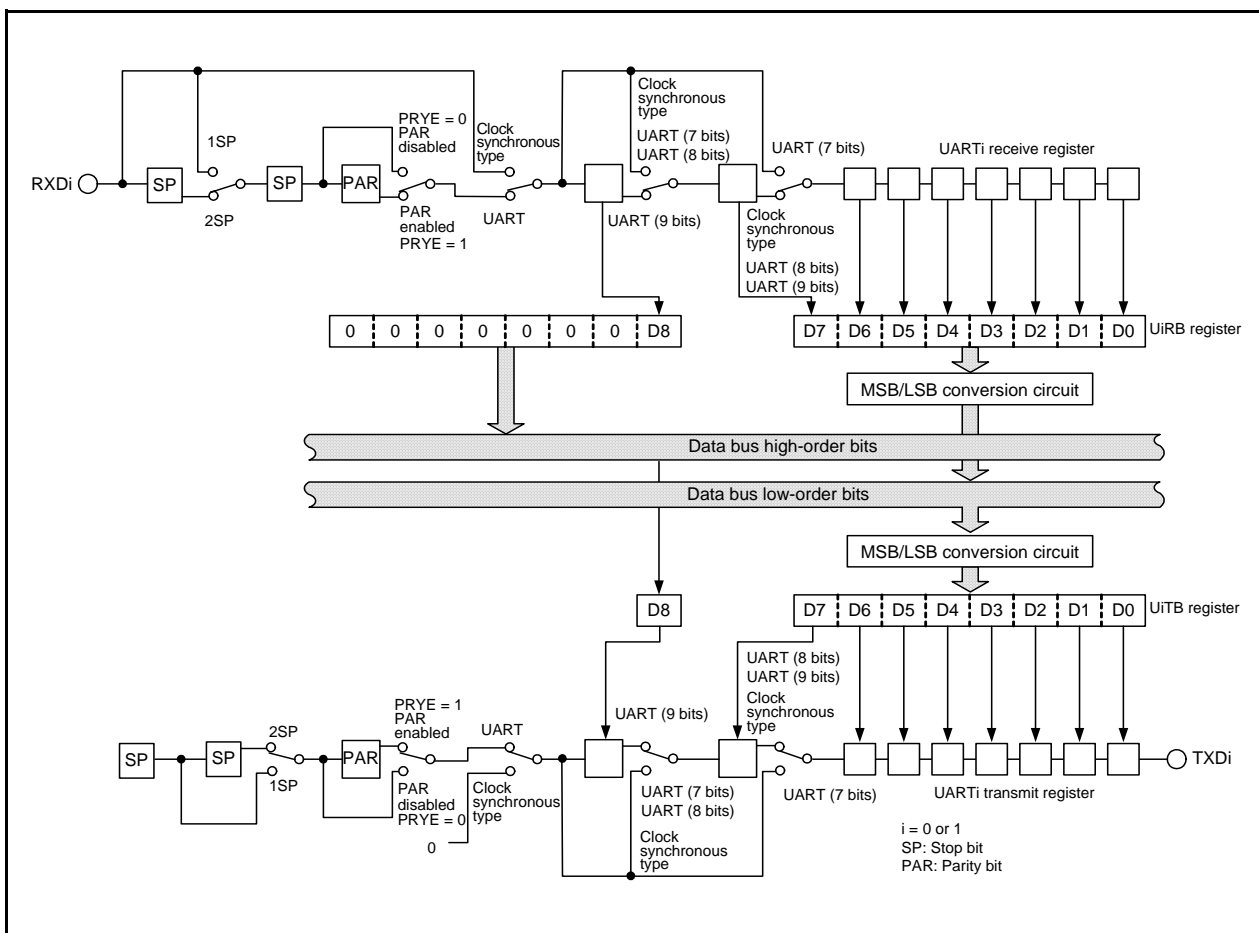 Clock
synchronous
type
PRYE = 0
PAR
disabled
Clock
synchronous
type
1SP
UART (7 bits)
UART (8 bits)
UART (7 bits)
UARTi receive register
RXDi
SP
SP
PAR
2SP
PAR
enabled
PRYE = 1
UART
UART (9 bits)
Clock
synchronous
type
UART (8 bits)
UART (9 bits)
0 0 0 0 0 0 0 D8
D7 D6 D5 D4 D3 D2 D1 D0
UiRB register
MSB/LSB conversion circuit
Data bus high-order bits
Data bus low-order bits
MSB/LSB conversion circuit
D8
D7 D6 D5 D4 D3 D2 D1 D0
UiTB register
UART (8 bits)
UART (9 bits)
Clock
synchronous
type
PRYE = 1
PAR
enabled
UART
UART (9 bits)
2SP
SP
SP
PAR
TXDi
1SP
PAR
disabled
PRYE = 0
Clock
synchronous
type
0
UART (7 bits)
UART (8 bits)
Clock
synchronous
type
UART (7 bits)
UARTi transmit register
i = 0 or 1
SP: Stop bit
PAR: Parity bit